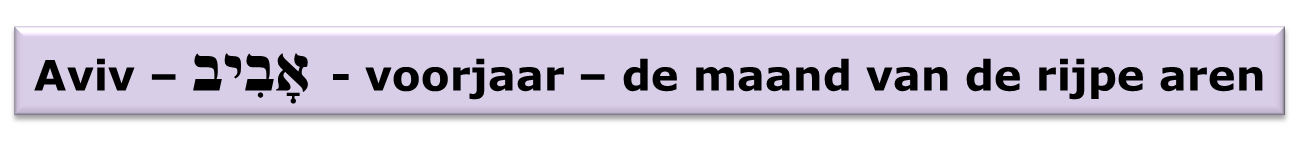 Aviv – אָבִיב - voorjaar – de maand van de rijpe aren